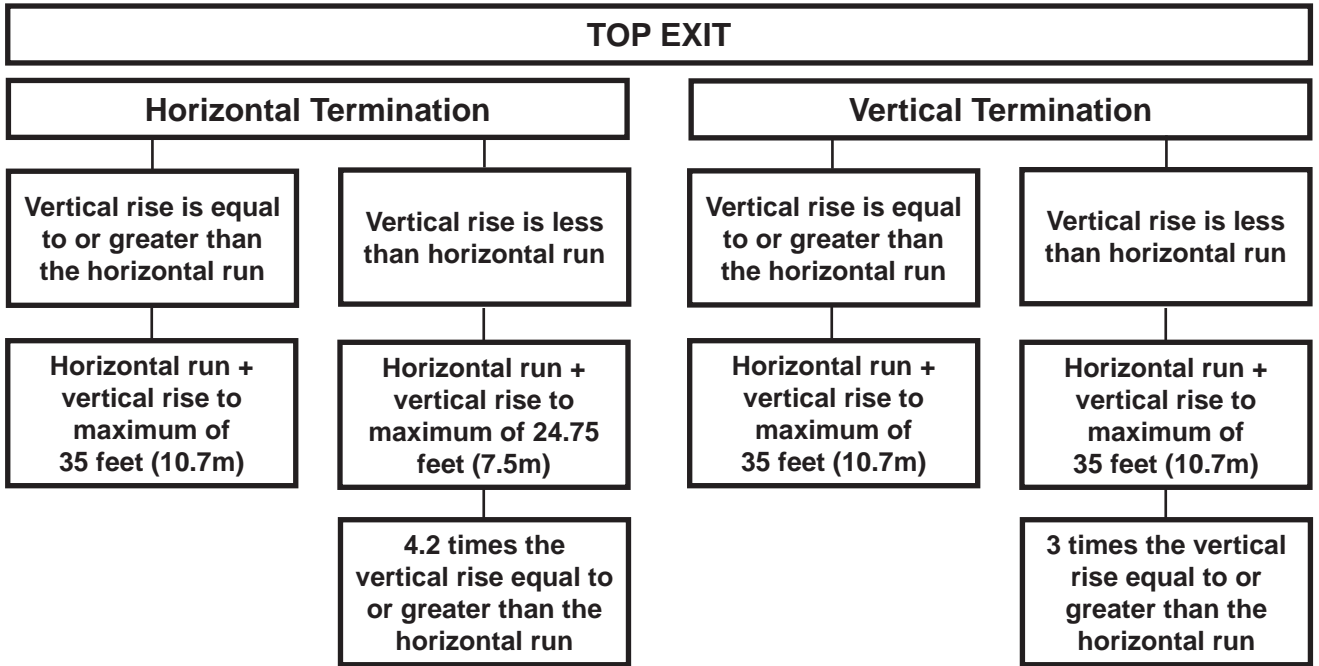 TOP EXIT
Horizontal Termination
Vertical Termination
Vertical rise is equal
to or greater than
the horizontal run
Vertical rise is less
than horizontal run
Vertical rise is equal
to or greater than
the horizontal run
Vertical rise is less
than horizontal run
Horizontal run +
vertical rise to
maximum of
35 feet (10.7m)
Horizontal run +
vertical rise to
maximum of 24.75
feet (7.5m)
Horizontal run +
vertical rise to
maximum of
35 feet (10.7m)
Horizontal run +
vertical rise to
maximum of
35 feet (10.7m)
4.2 times the
vertical rise equal to
or greater than the
horizontal run
3 times the vertical
rise equal to or
greater than the
horizontal run